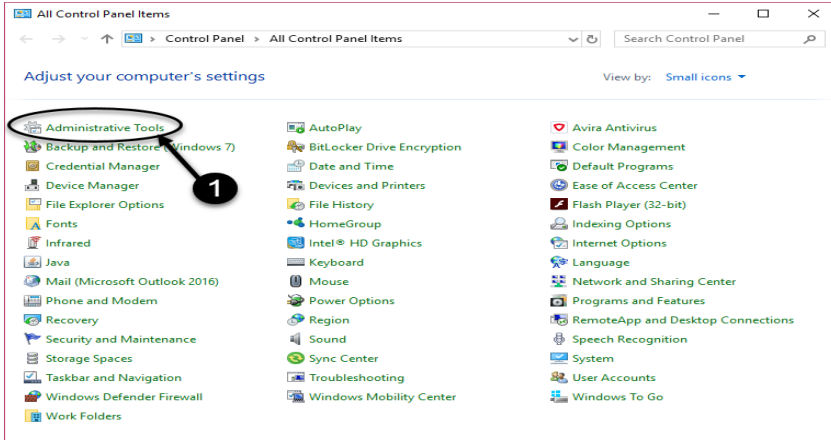 All Control Panel Items
Control Panel > All Control Panel Items
Search Control Panel
Adjust your computer's settings
View by: Small icons
Administrative Tools AutoPlay Avira Antivirus
Backup and Restore (Windows 7) BitLocker Drive Encryption Color Management
Credential Manager Date and Time Default Programs
Device Manager Devices and Printers Ease of Access Center
1
File Explorer Options File History Flash Player (32-bit)
Fonts HomeGroup Indexing Options
Infrared Intel® HD Graphics Internet Options
Java Keyboard Language
Mail (Microsoft Outlook 2016) Mouse Network and Sharing Center
Phone and Modem Power Options Programs and Features
Recovery Region RemoteApp and Desktop Connections
Security and Maintenance Sound Speech Recognition
Storage Spaces Sync Center System
Taskbar and Navigation Troubleshooting User Accounts
Windows Defender Firewall Windows Mobility Center Windows To Go
Work Folders